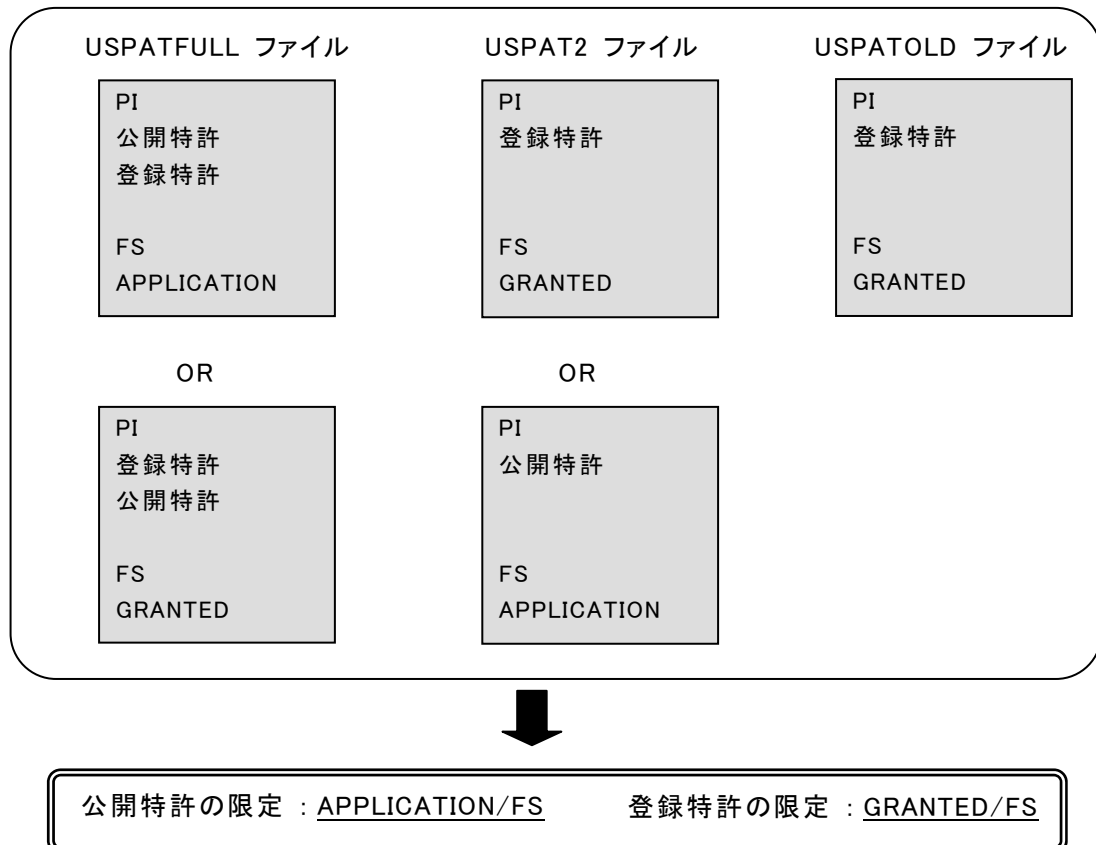 USPATFULL ファイル
PI
公開特許
登録特許
FS
APPLICATION
OR
PI
登録特許
公開特許
FS
GRANTED
USPAT2 ファイル
PI
登録特許
FS
GRANTED
OR
PI
公開特許
FS
APPLICATION
USPATOLD ファイル
PI
登録特許
FS
GRANTED
公開特許の限定 : APPLICATION/FS
登録特許の限定 : GRANTED/FS